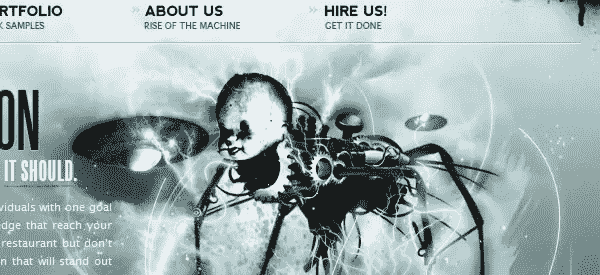 RTFOLIO
K SAMPLES
ABOUT US
RISE OF THE MACHINE
HIRE US!
GET IT DONE
ON
IT SHOULD.
viduals with one goal
dge that reach your
restaurant but don't
n that will stand out